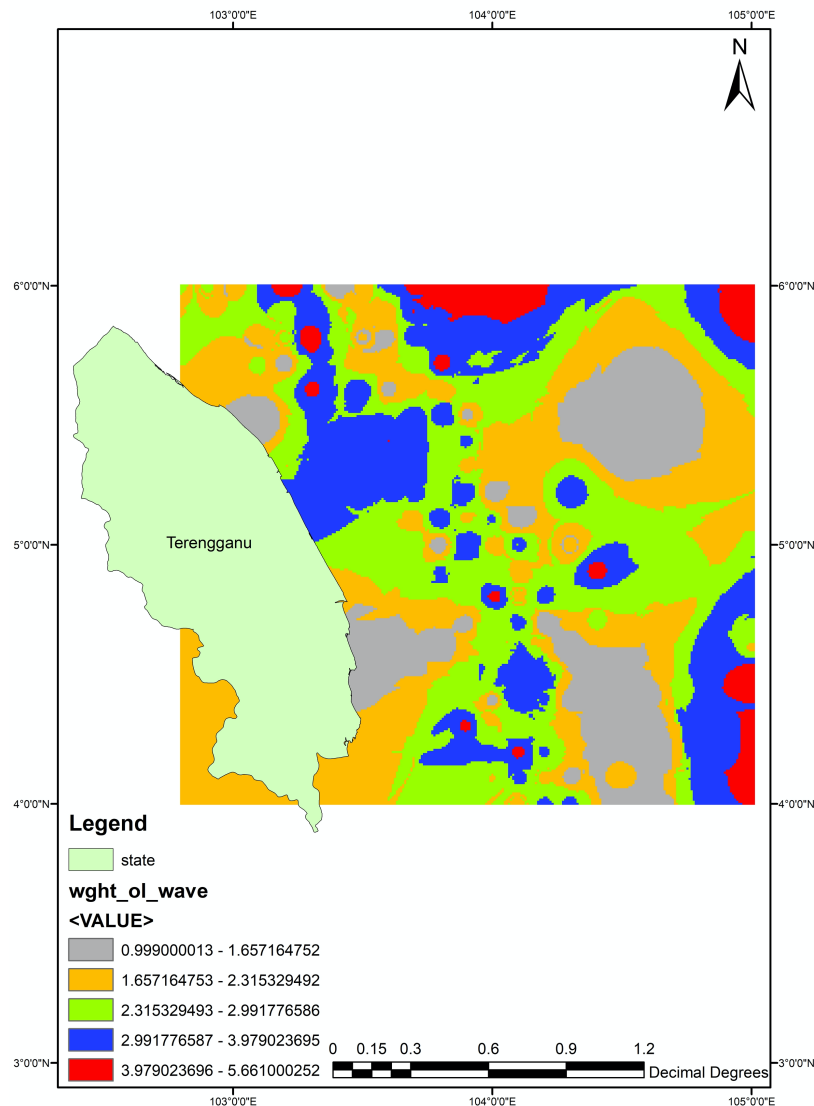 103°0'0"E 104°0'0"E 105°0'0"E
N
6°0'0"N 6°0'0"N
Terengganu
5°0'0"N 5°0'0"N
4°0'0"N 4°0'0"N
Legend
state
wght_ol_wave
<VALUE>
0.999000013 - 1.657164752
1.657164753 - 2.315329492
2.315329493 - 2.991776586
2.991776587 - 3.979023695
3.979023696 - 5.661000252
0 0.15 0.3 0.6 0.9 1.2
Decimal Degrees
3°0'0"N 3°0'0"N
103°0'0"E 104°0'0"E 105°0'0"E